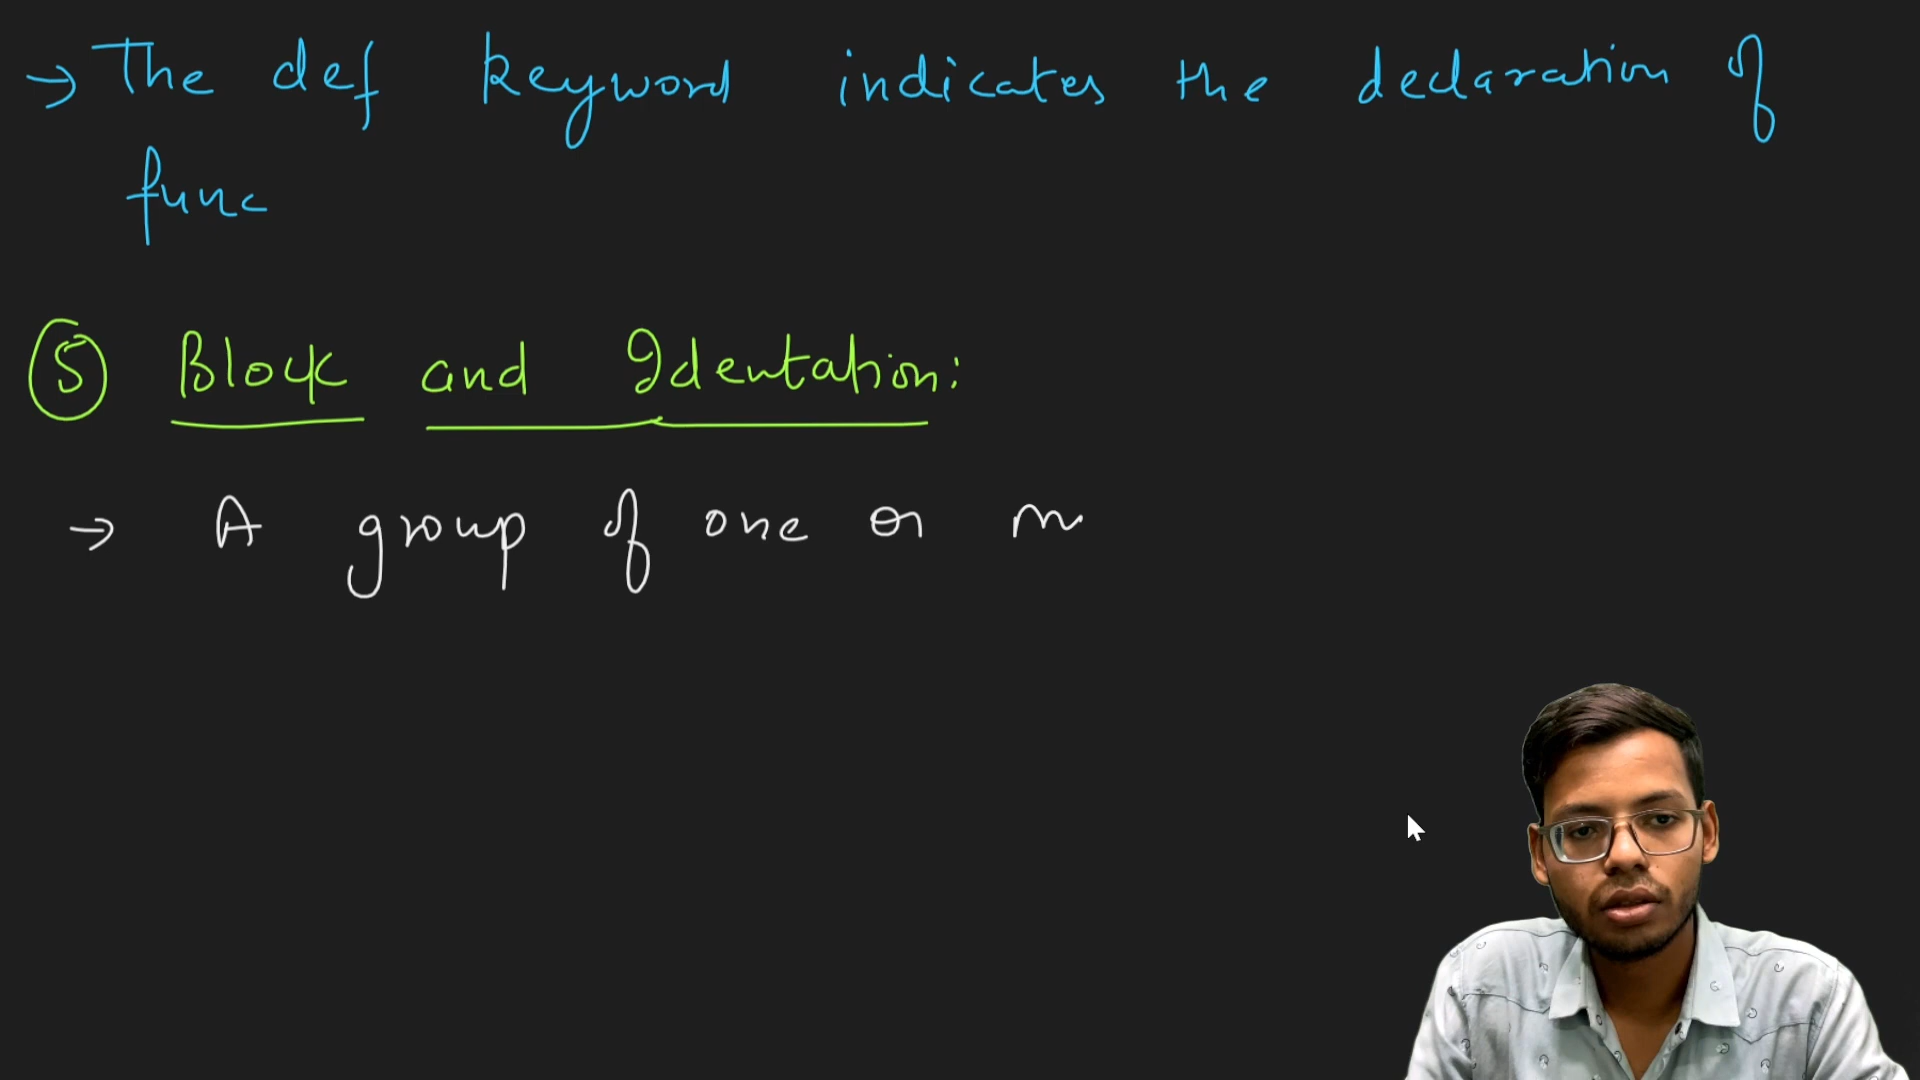 → The def keyword indicates the declaration of
func
⑤ Block and Identation:
→ A group of one or m